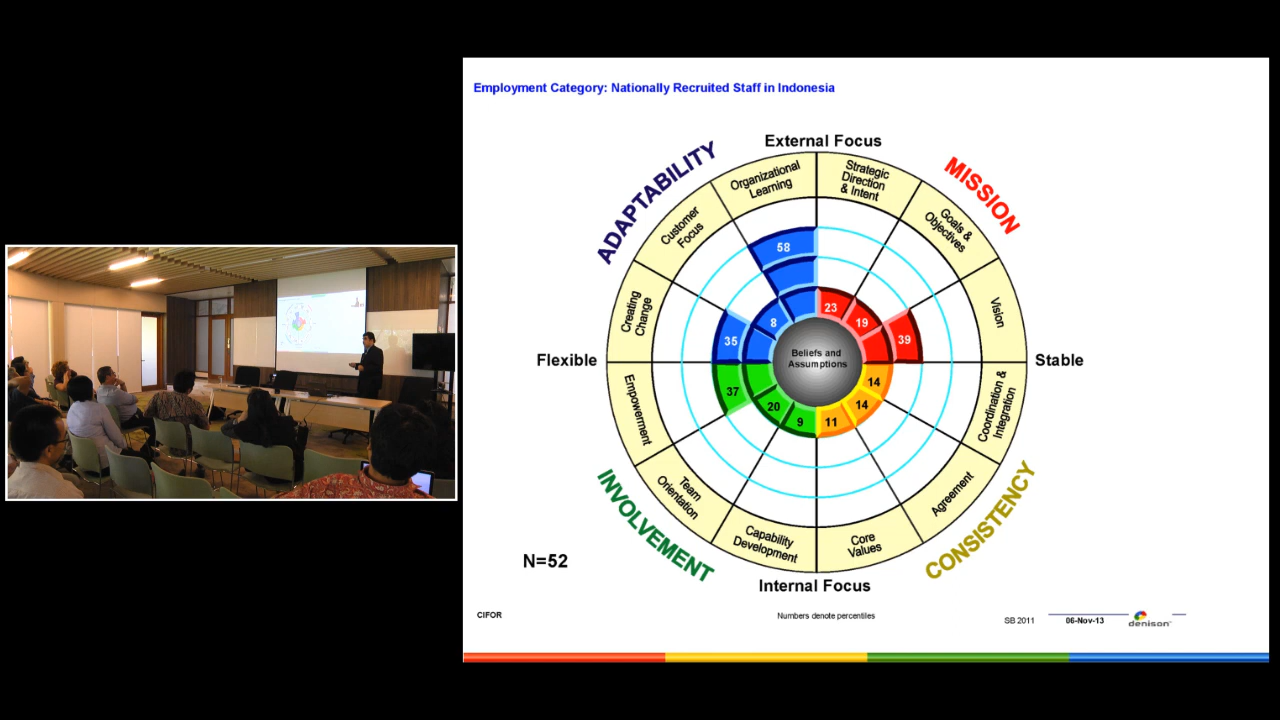 Employment Category: Nationally Recruited Staff in Indonesia
External Focus
ADAPTABILITY
MISSION
Organizational
Learning
Strategic
Direction
& Intent
Customer
Focus
Goals &
Objectives
Creating
Change
Vision
58
8
23
19
35
39
Beliefs and
Assumptions
Flexible
Stable
37
20
9
11
14
14
Empowerment
Coordination &
Integration
Team
Orientation
Agreement
Capability
Development
Core
Values
INVOLVEMENT
CONSISTENCY
N=52
Internal Focus
CIFOR
Numbers denote percentiles
SB 2011
06-Nov-13
denison